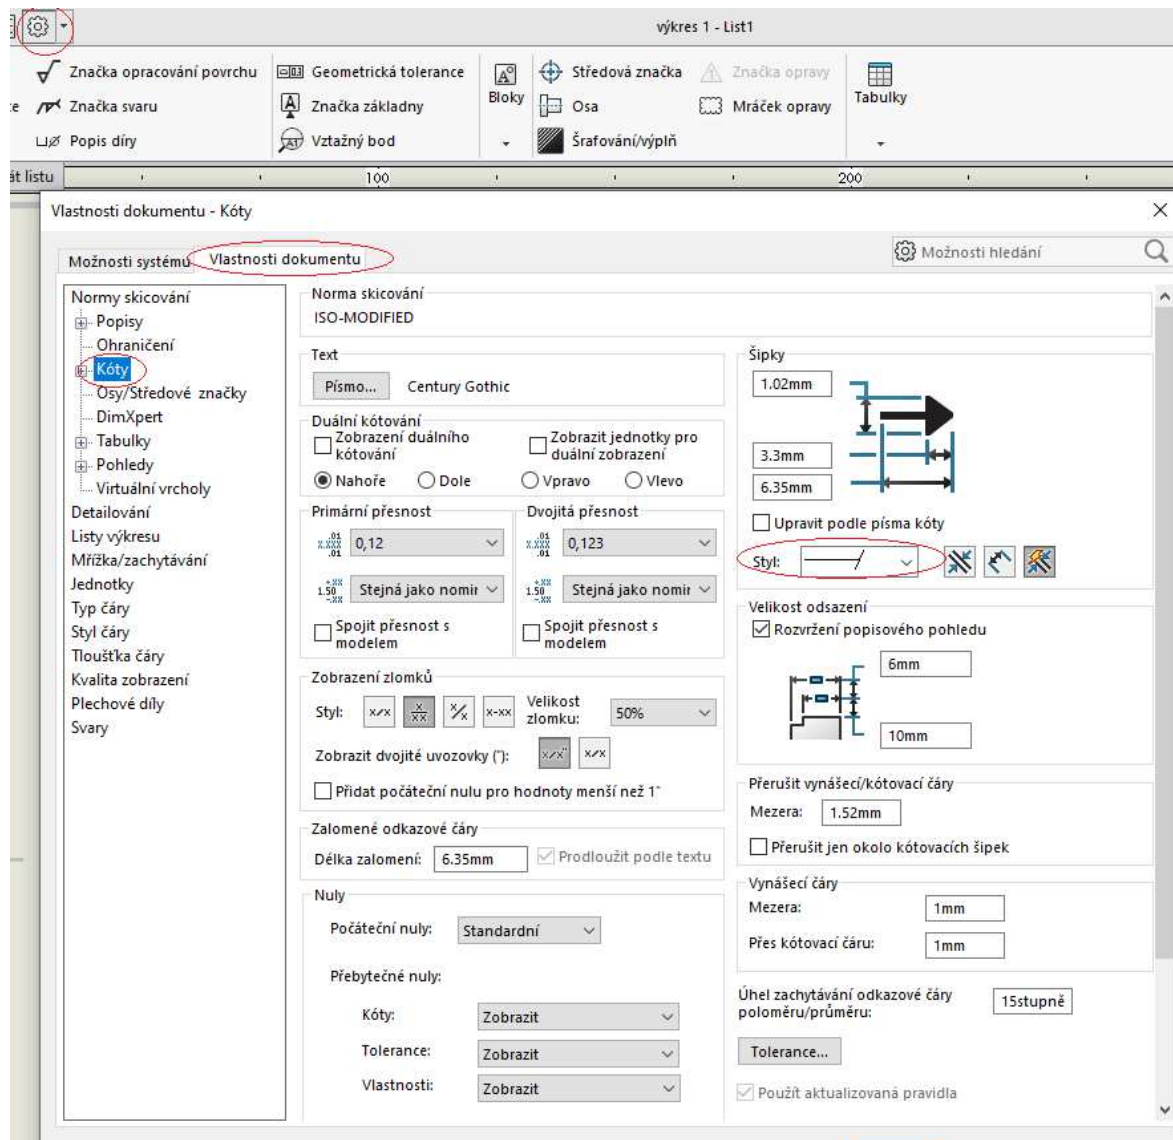 výkres 1 - List1
Značka opracování povrchu
Geometrická tolerance
Středová značka
Značka opravy
Značka svaru
Značka základny
Bloky
Osa
Mráček opravy
Tabulky
Popis díry
Vztažný bod
Šrafování/výplň
át listu
100
200
Vlastnosti dokumentu - Kóty
Možnosti systému
Vlastnosti dokumentu
Možnosti hledání
Normy skicování
Popisy
Ohraničení
Kóty
Osy/Středové značky
DimXpert
Tabulky
Pohledy
Virtuální vrcholy
Detailování
Listy výkresu
Mřížka/zachytávání
Jednotky
Typ čáry
Styl čáry
Tloušťka čáry
Kvalita zobrazení
Plechové díly
Svary
Norma skicování
ISO-MODIFIED
Text
Písmo...
Century Gothic
Duální kótování
Zobrazení duálního
kótování
Zobrazit jednotky pro
duální zobrazení
Nahoře
Dole
Vpravo
Vlevo
Primární přesnost
0,12
Stejná jako nomir
Spojit přesnost s
modelem
Dvojitá přesnost
0,123
Stejná jako nomir
Spojit přesnost s
modelem
Zobrazení zlomků
Styl:
Velikost
zlomku:
50%
Zobrazit dvojité uvozovky ("):
Přidat počáteční nulu pro hodnoty menší než 1"
Zalomené odkazové čáry
Délka zalomení:
6.35mm
Prodloužit podle textu
Nuly
Počáteční nuly:
Standardní
Přebytečné nuly:
Kóty:
Zobrazit
Tolerance:
Zobrazit
Vlastnosti:
Zobrazit
Šipky
1.02mm
3.3mm
6.35mm
Upravit podle písma kóty
Styl:
Velikost odsazení
Rozvržení popisového pohledu
6mm
10mm
Přerušit vynášecí/kótovací čáry
Mezera:
1.52mm
Přerušit jen okolo kótovacích šipek
Vynášecí čáry
Mezera:
1mm
Přes kótovací čáru:
1mm
Úhel zachytávání odkazové čáry
poloměru/průměru:
15stupně
Tolerance...
Použít aktualizovaná pravidla